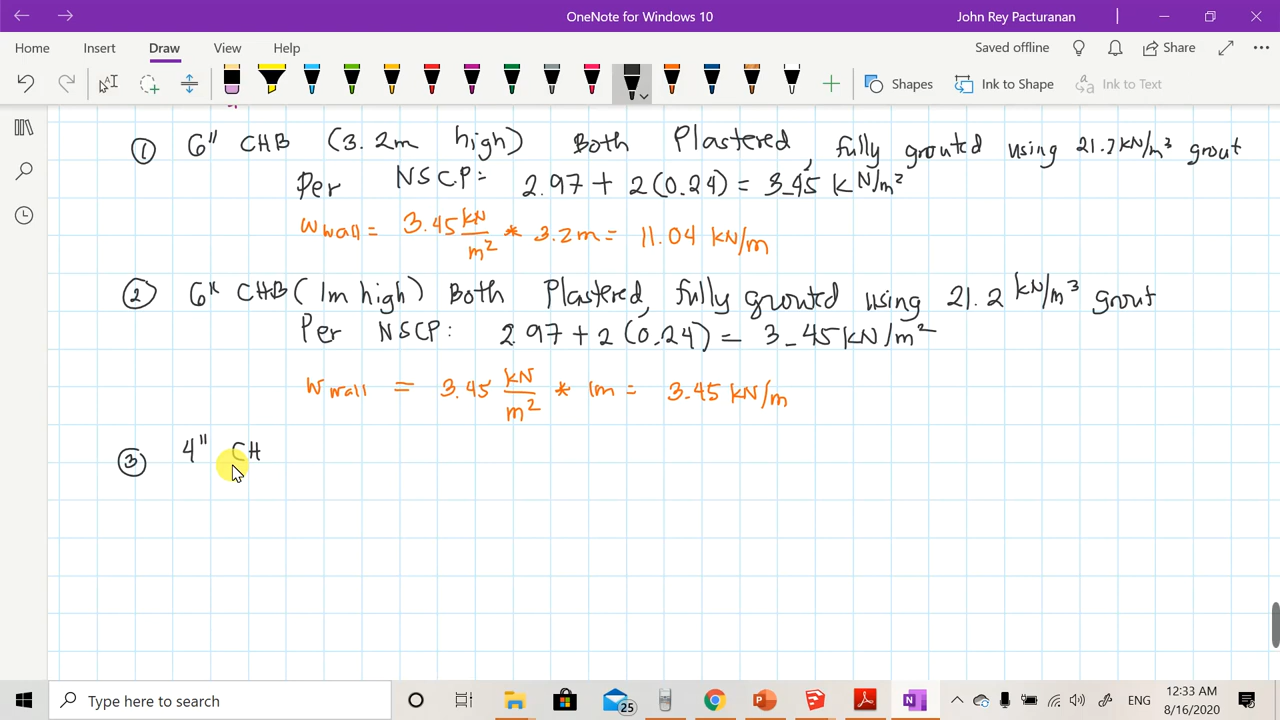 OneNote for Windows 10
John Rey Pacturanan
Home Insert Draw View Help
Saved offline
Share
Shapes
Ink to Shape
Ink to Text
① 6" CHB (3.2m high) Both Plastered, fully grouted using 21.2 kN/m³ grout
Per NSCP: 2.97 + 2(0.24) = 3.45 kN/m²
Wwall = 3.45 kN/m² * 3.2m = 11.04 kN/m
② 6" CHB (1m high) Both Plastered, fully grouted using 21.2 kN/m³ grout
Per NSCP: 2.97 + 2(0.24) = 3.45 kN/m²
Wwall = 3.45 kN/m² * 1m = 3.45 kN/m
③ 4" CH
Type here to search
25
ENG
12:33 AM
8/16/2020